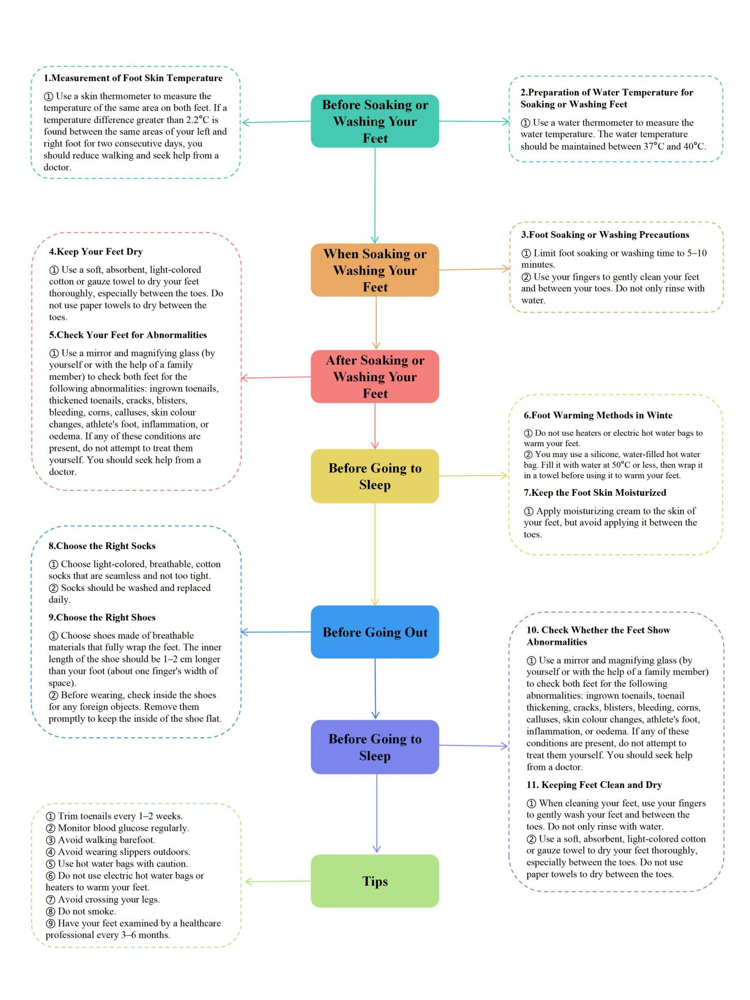 Before Soaking or
Washing Your
Feet
1.Measurement of Foot Skin Temperature
① Use a skin thermometer to measure the
temperature of the same area on both feet. If a
temperature difference greater than 2.2°C is
found between the same areas of your left and
right foot for two consecutive days, you
should reduce walking and seek help from a
doctor.
2.Preparation of Water Temperature for
Soaking or Washing Feet
① Use a water thermometer to measure the
water temperature. The water temperature
should be maintained between 37°C and 40°C.
When Soaking or
Washing Your
Feet
3.Foot Soaking or Washing Precautions
① Limit foot soaking or washing time to 5–10
minutes.
② Use your fingers to gently clean your feet
and between your toes. Do not only rinse with
water.
After Soaking or
Washing Your
Feet
4.Keep Your Feet Dry
① Use a soft, absorbent, light-colored
cotton or gauze towel to dry your feet
thoroughly, especially between the toes. Do
not use paper towels to dry between the
toes.
5.Check Your Feet for Abnormalities
① Use a mirror and magnifying glass (by
yourself or with the help of a family
member) to check both feet for the
following abnormalities: ingrown toenails,
thickened toenails, cracks, blisters,
bleeding, corns, calluses, skin colour
changes, athlete's foot, inflammation, or
oedema. If any of these conditions are
present, do not attempt to treat them
yourself. You should seek help from a
doctor.
Before Going to
Sleep
6.Foot Warming Methods in Winte
① Do not use heaters or electric hot water bags to
warm your feet.
② You may use a silicone, water-filled hot water
bag. Fill it with water at 50°C or less, then wrap it
in a towel before using it to warm your feet.
7.Keep the Foot Skin Moisturized
① Apply moisturizing cream to the skin of
your feet, but avoid applying it between the
toes.
Before Going Out
8.Choose the Right Socks
① Choose light-colored, breathable, cotton
socks that are seamless and not too tight.
② Socks should be washed and replaced
daily.
9.Choose the Right Shoes
① Choose shoes made of breathable
materials that fully wrap the feet. The inner
length of the shoe should be 1–2 cm longer
than your foot (about one finger's width of
space).
② Before wearing, check inside the shoes
for any foreign objects. Remove them
promptly to keep the inside of the shoe flat.
Before Going to
Sleep
10. Check Whether the Feet Show
Abnormalities
① Use a mirror and magnifying glass (by
yourself or with the help of a family member)
to check both feet for the following
abnormalities: ingrown toenails, toenail
thickening, cracks, blisters, bleeding, corns,
calluses, skin colour changes, athlete's foot,
inflammation, or oedema. If any of these
conditions are present, do not attempt to
treat them yourself. You should seek help
from a doctor.
11. Keeping Feet Clean and Dry
① When cleaning your feet, use your fingers
to gently wash your feet and between the
toes. Do not only rinse with water.
② Use a soft, absorbent, light-colored cotton
or gauze towel to dry your feet thoroughly,
especially between the toes. Do not use
paper towels to dry between the toes.
Tips
① Trim toenails every 1–2 weeks.
② Monitor blood glucose regularly.
③ Avoid walking barefoot.
④ Avoid wearing slippers outdoors.
⑤ Use hot water bags with caution.
⑥ Do not use electric hot water bags or
heaters to warm your feet.
⑦ Avoid crossing your legs.
⑧ Do not smoke.
⑨ Have your feet examined by a healthcare
professional every 3–6 months.